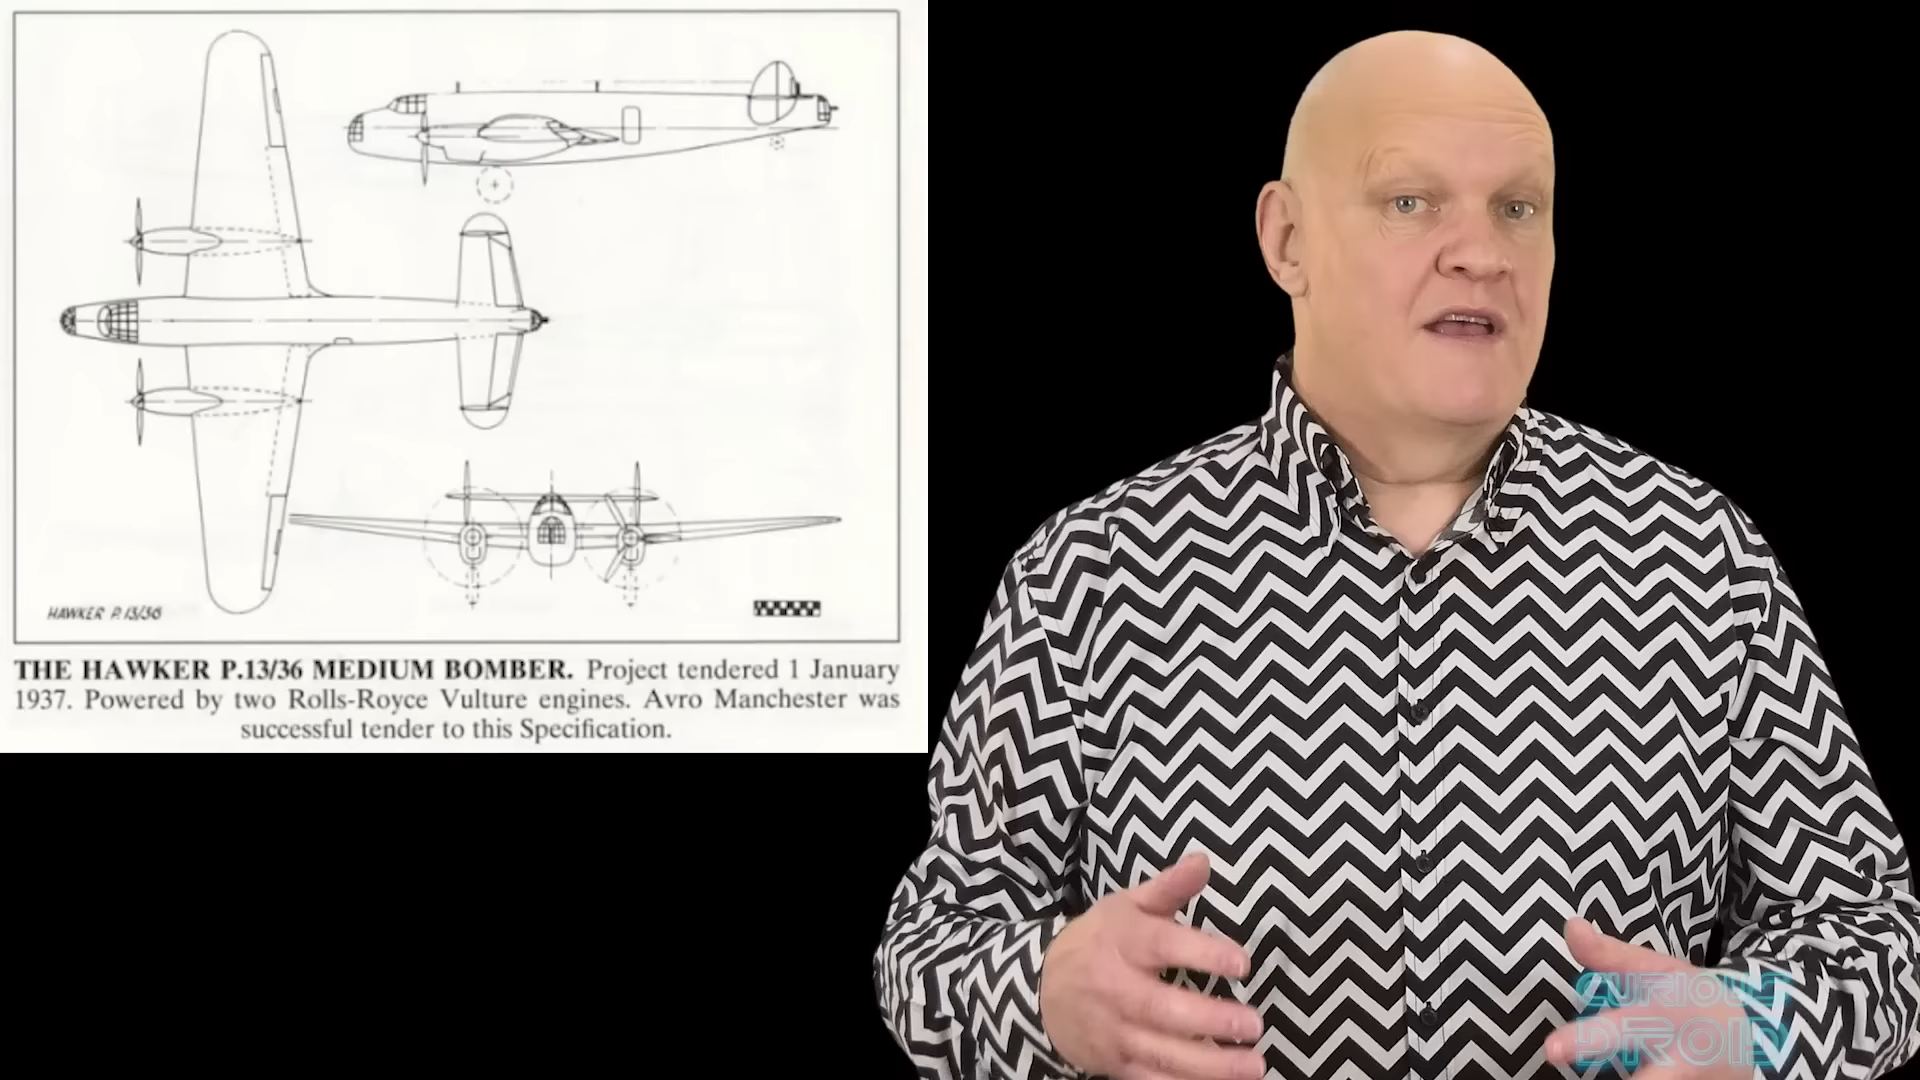 HAWKER P.13/36
THE HAWKER P.13/36 MEDIUM BOMBER. Project tendered 1 January
1937. Powered by two Rolls-Royce Vulture engines. Avro Manchester was
successful tender to this Specification.
CURIOUS
DROID